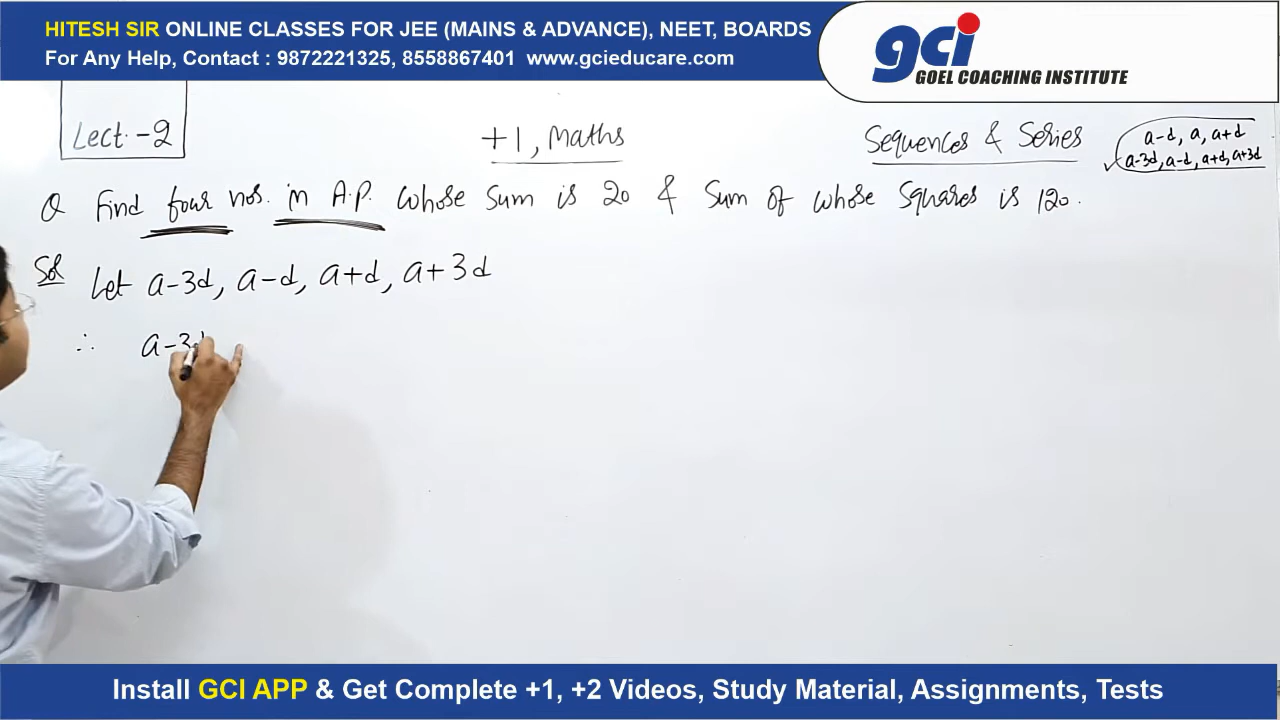 HITESH SIR ONLINE CLASSES FOR JEE (MAINS & ADVANCE), NEET, BOARDS
For Any Help, Contact : 9872221325, 8558867401 www.gcieducare.com
gci
GOEL COACHING INSTITUTE
Lect.-2
+1, Maths
Sequences & Series
a-d, a, a+d
a-3d, a-d, a+d, a+3d
Q Find four nos. in A.P. whose sum is 20 & Sum of whose squares is 120.
Sol Let a-3d, a-d, a+d, a+3d
∴ a-3d
Install GCI APP & Get Complete +1, +2 Videos, Study Material, Assignments, Tests